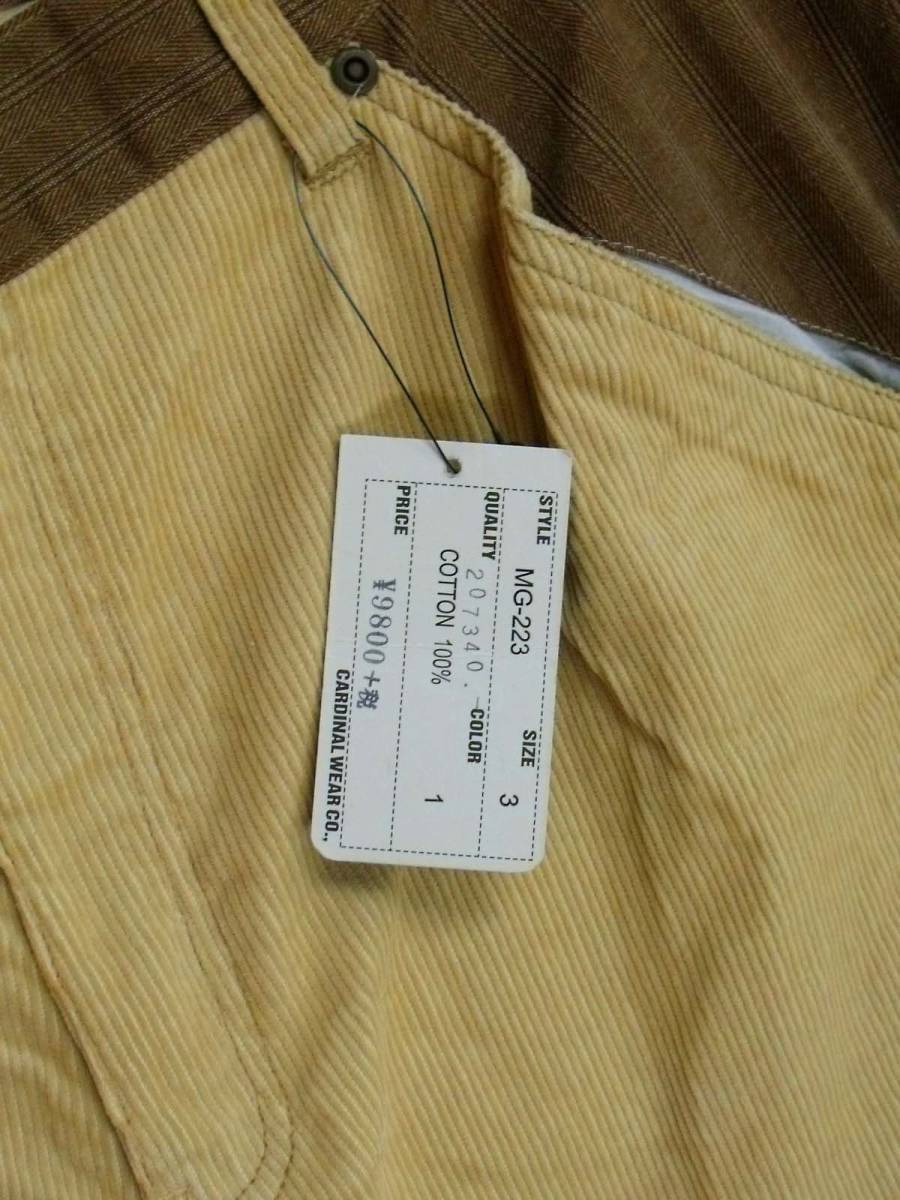 STYLE MG-223 SIZE 3
207340.-
QUALITY COTTON 100% COLOR 1
PRICE ¥9800+税
CARDINAL WEAR CO.,